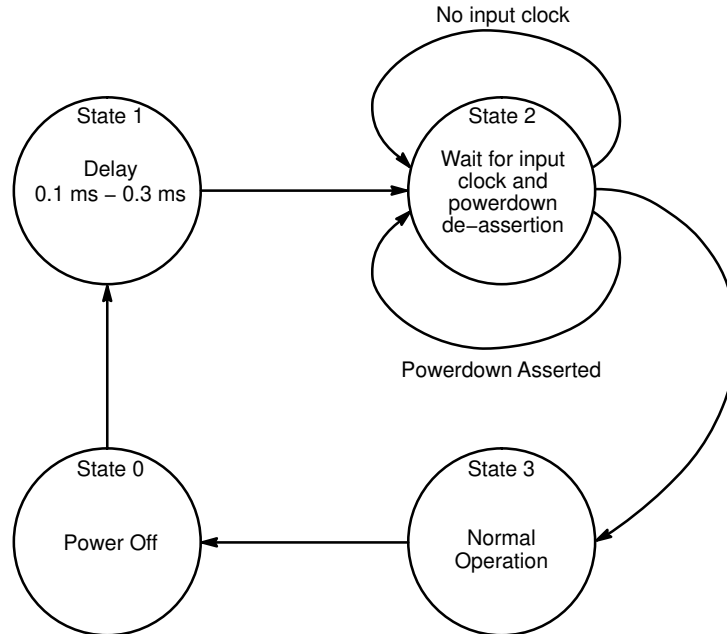 No input clock
State 1
Delay
0.1 ms – 0.3 ms
State 2
Wait for input
clock and
powerdown
de–assertion
Powerdown Asserted
State 0
Power Off
State 3
Normal
Operation